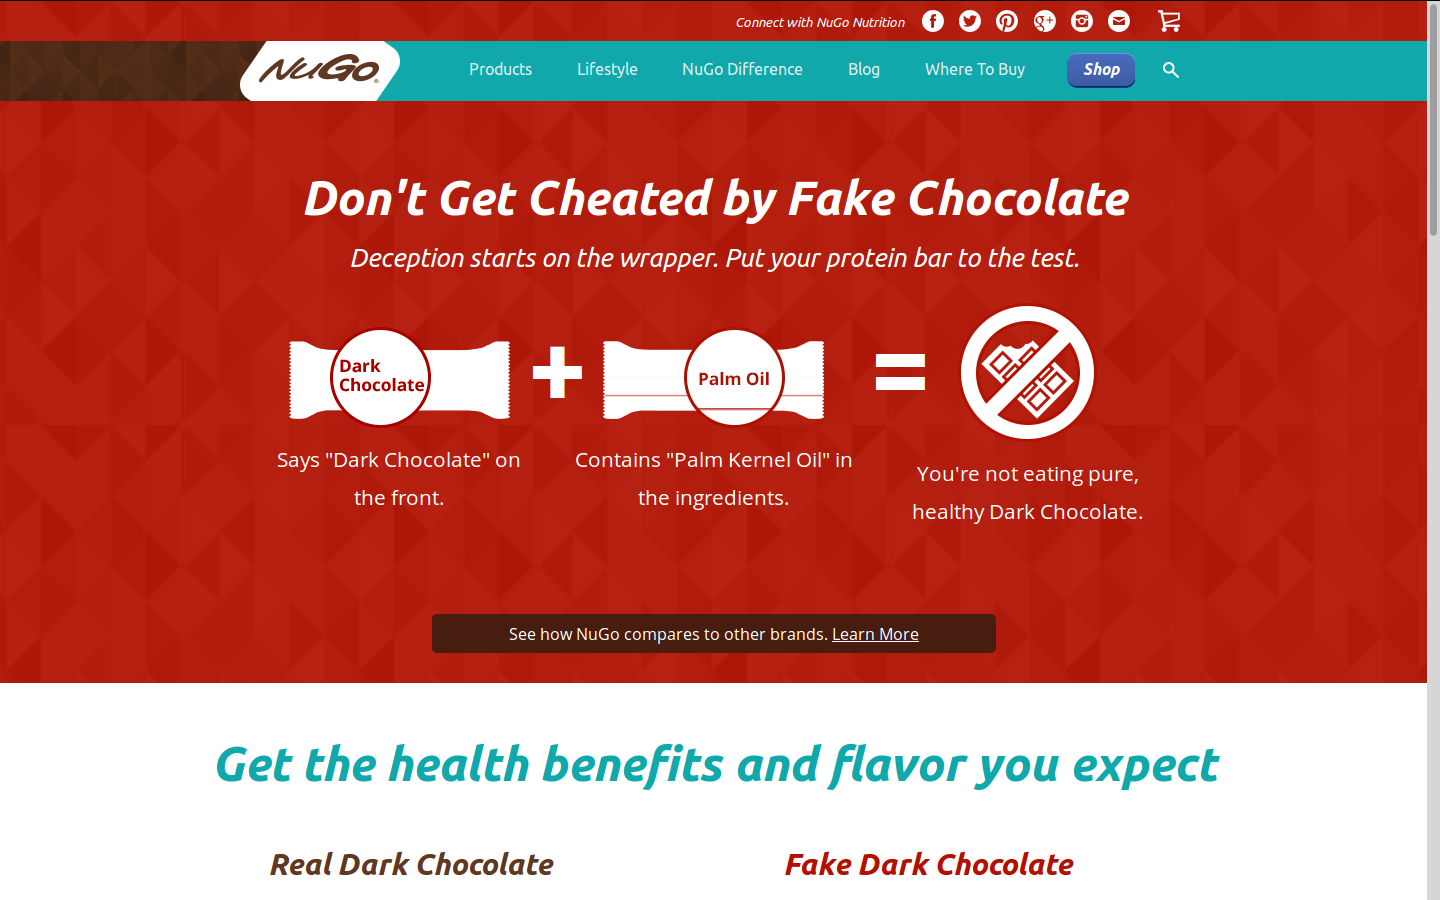 Connect with NuGo Nutrition
NuGo
Products Lifestyle NuGo Difference Blog Where To Buy Shop
Don't Get Cheated by Fake Chocolate
Deception starts on the wrapper. Put your protein bar to the test.
Dark
Chocolate
Palm Oil
Says "Dark Chocolate" on
the front.
Contains "Palm Kernel Oil" in
the ingredients.
You're not eating pure,
healthy Dark Chocolate.
See how NuGo compares to other brands. Learn More
Get the health benefits and flavor you expect
Real Dark Chocolate
Fake Dark Chocolate